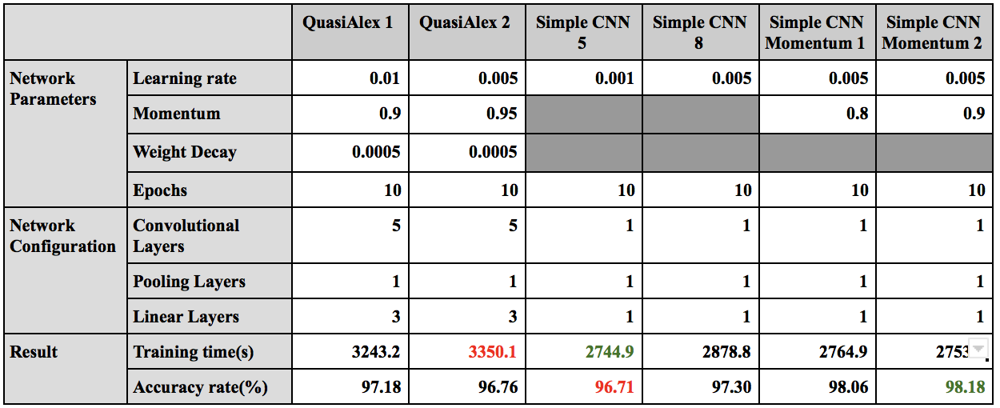 QuasiAlex 1 QuasiAlex 2 Simple CNN 5 Simple CNN 8 Simple CNN Momentum 1 Simple CNN Momentum 2
Network Parameters Learning rate 0.01 0.005 0.001 0.005 0.005 0.005
Momentum 0.9 0.95 0.8 0.9
Weight Decay 0.0005 0.0005
Epochs 10 10 10 10 10 10
Network Configuration Convolutional Layers 5 5 1 1 1 1
Pooling Layers 1 1 1 1 1 1
Linear Layers 3 3 1 1 1 1
Result Training time(s) 3243.2 3350.1 2744.9 2878.8 2764.9
Accuracy rate(%) 97.18 96.76 96.71 97.30 98.06 98.18